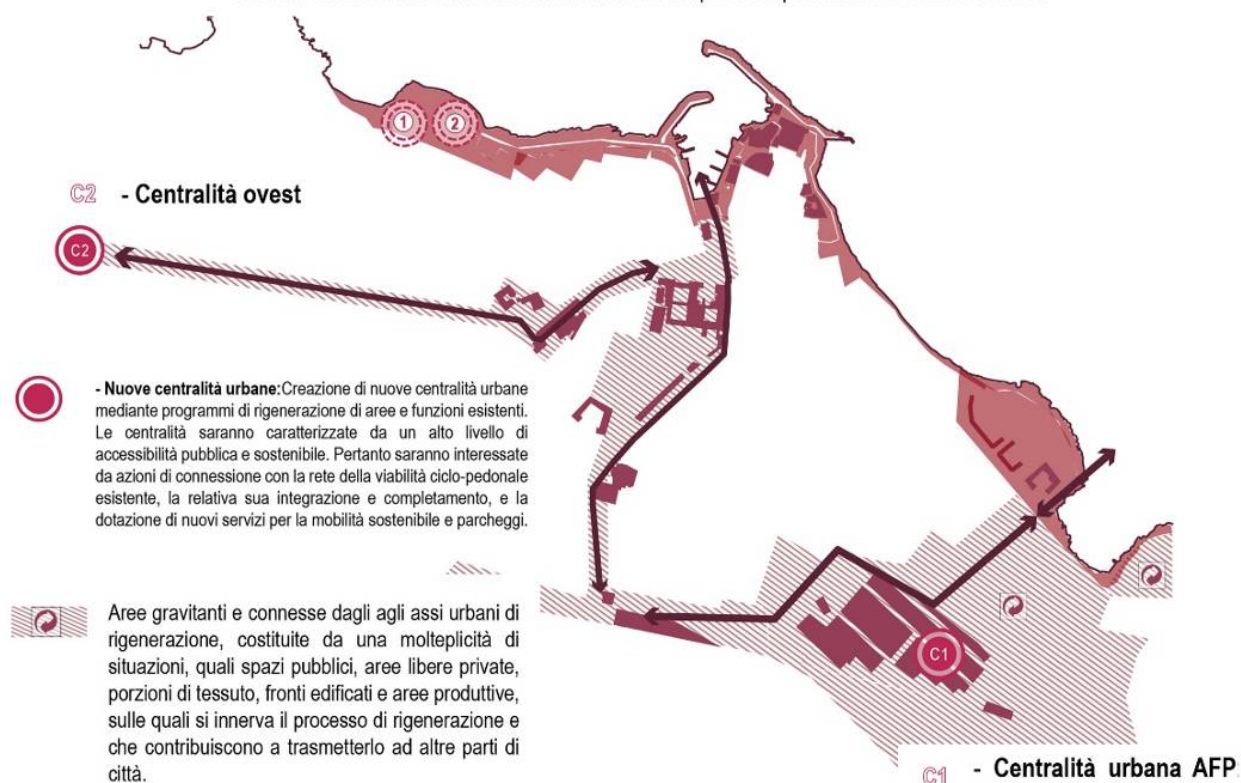 1
2
C2 - Centralità ovest
C2
- Nuove centralità urbane:Creazione di nuove centralità urbane
mediante programmi di rigenerazione di aree e funzioni esistenti.
Le centralità saranno caratterizzate da un alto livello di
accessibilità pubblica e sostenibile. Pertanto saranno interessate
da azioni di connessione con la rete della viabilità ciclo-pedonale
esistente, la relativa sua integrazione e completamento, e la
dotazione di nuovi servizi per la mobilità sostenibile e parcheggi.
Aree gravitanti e connesse dagli agli assi urbani di
rigenerazione, costituite da una molteplicità di
situazioni, quali spazi pubblici, aree libere private,
porzioni di tessuto, fronti edificati e aree produttive,
sulle quali si innerva il processo di rigenerazione e
che contribuiscono a trasmetterlo ad altre parti di
città.
C1
C1 - Centralità urbana AFP